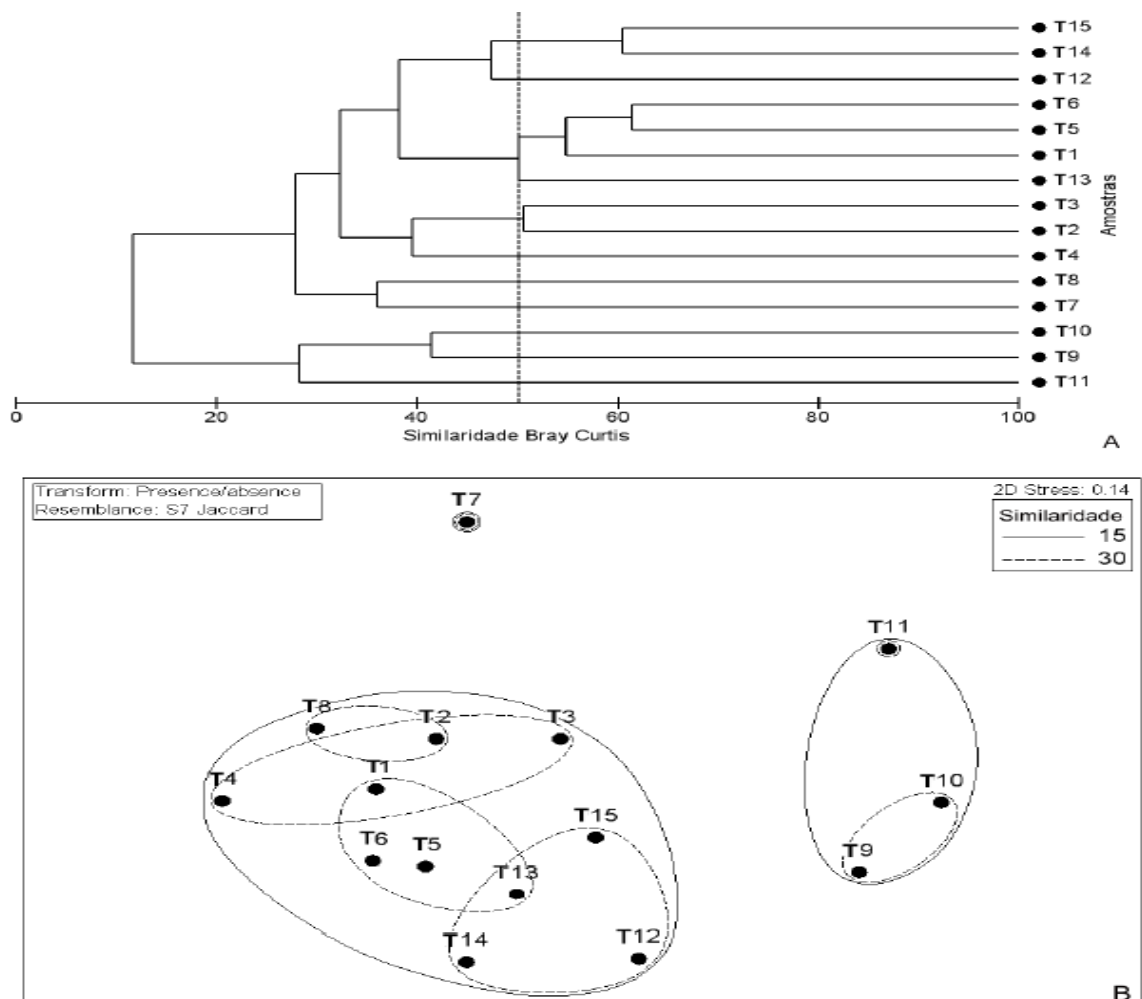 T15
T14
T12
T6
T5
T1
T13
T3
T2
T4
T8
T7
T10
T9
T11
Amostras
0 20 40 60 80 100
Similaridade Bray Curtis
A
Transform: Presence/absence
Resemblance: S7 Jaccard
2D Stress: 0.14
Similaridade
15
30
T7
T11
T8
T2
T3
T1
T4
T10
T15
T6
T5
T9
T13
T14
T12
B